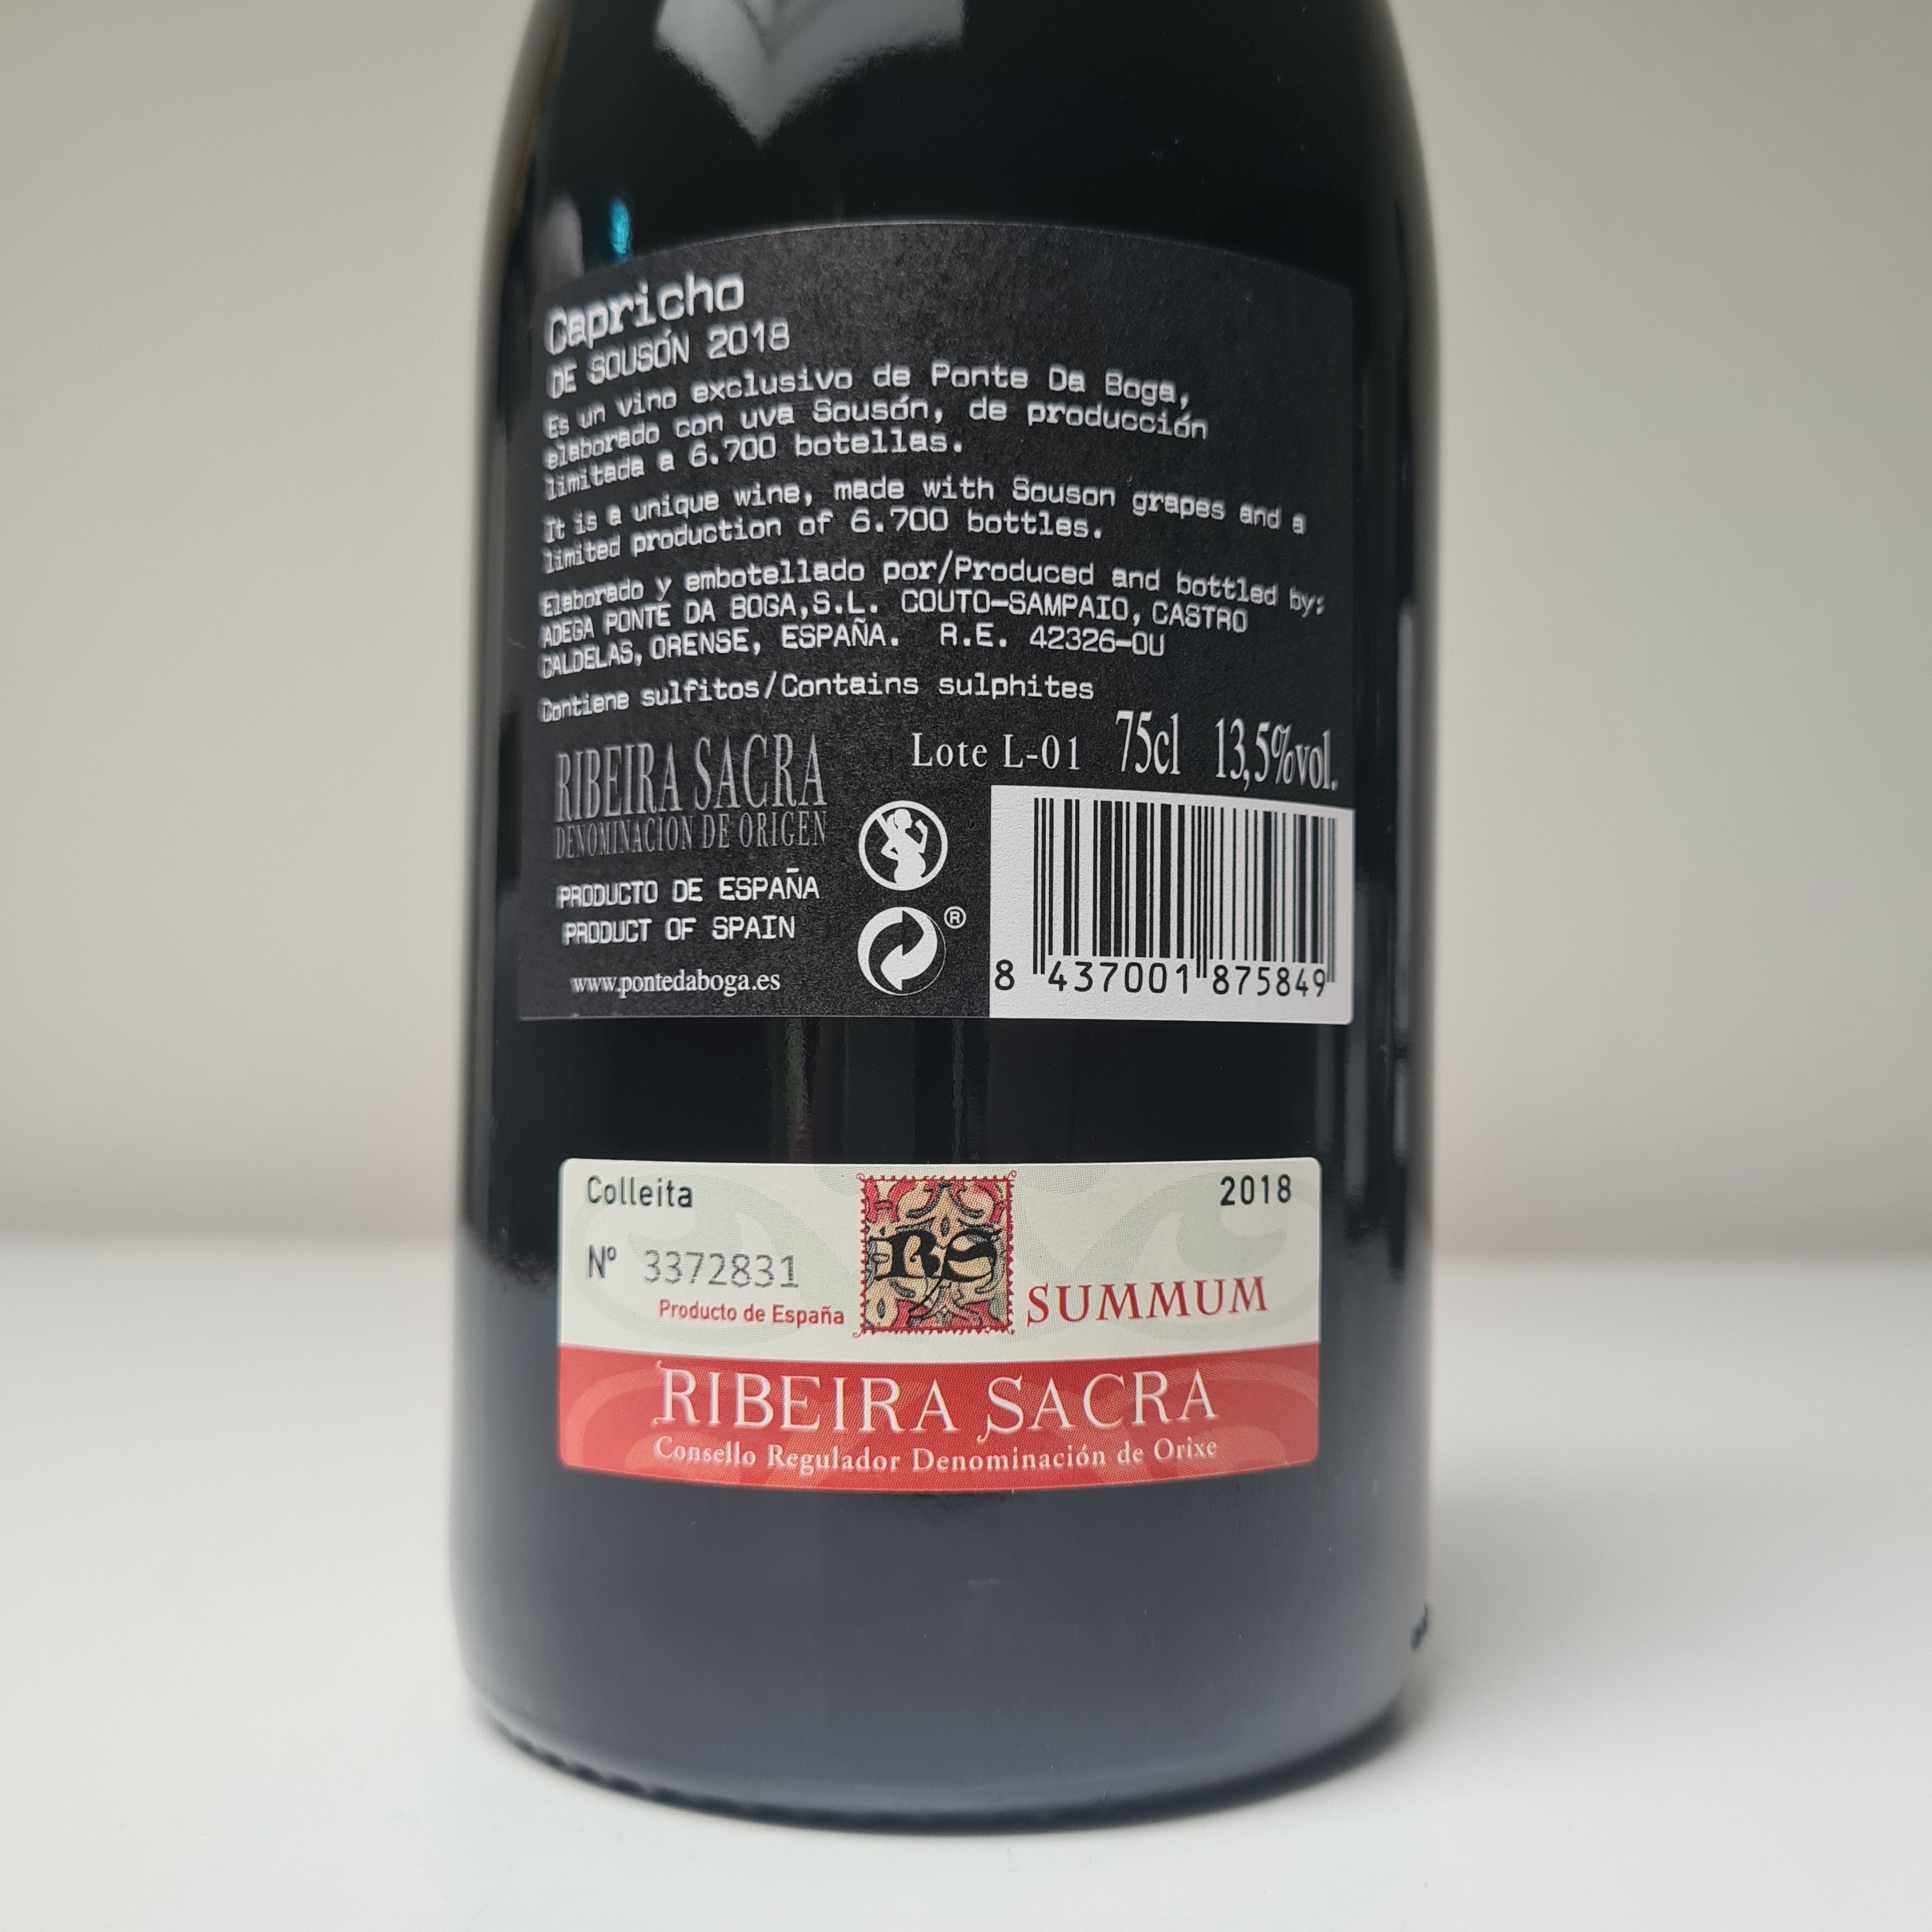 Capricho
DE SOUSÓN 2018
Es un vino exclusivo de Ponte Da Boga,
elaborado con uva Sousón, de producción
limitada a 6.700 botellas.
It is a unique wine, made with Souson grapes and a
limited production of 6.700 bottles.
Elaborado y embotellado por/Produced and bottled by:
ADEGA PONTE DA BOGA,S.L. COUTO-SAMPAIO, CASTRO
CALDELAS, ORENSE, ESPAÑA. R.E. 42326-OU
Contiene sulfitos/Contains sulphites
Lote L-01 75cl 13,5%vol.
RIBEIRA SACRA
DENOMINACIÓN DE ORIGEN
PRODUCTO DE ESPAÑA
PRODUCT OF SPAIN
www.pontedaboga.es
®
8 437001 875849
Colleita 2018
Nº 3372831
RS
Producto de España
SUMMUM
RIBEIRA SACRA
Consello Regulador Denominación de Orixe